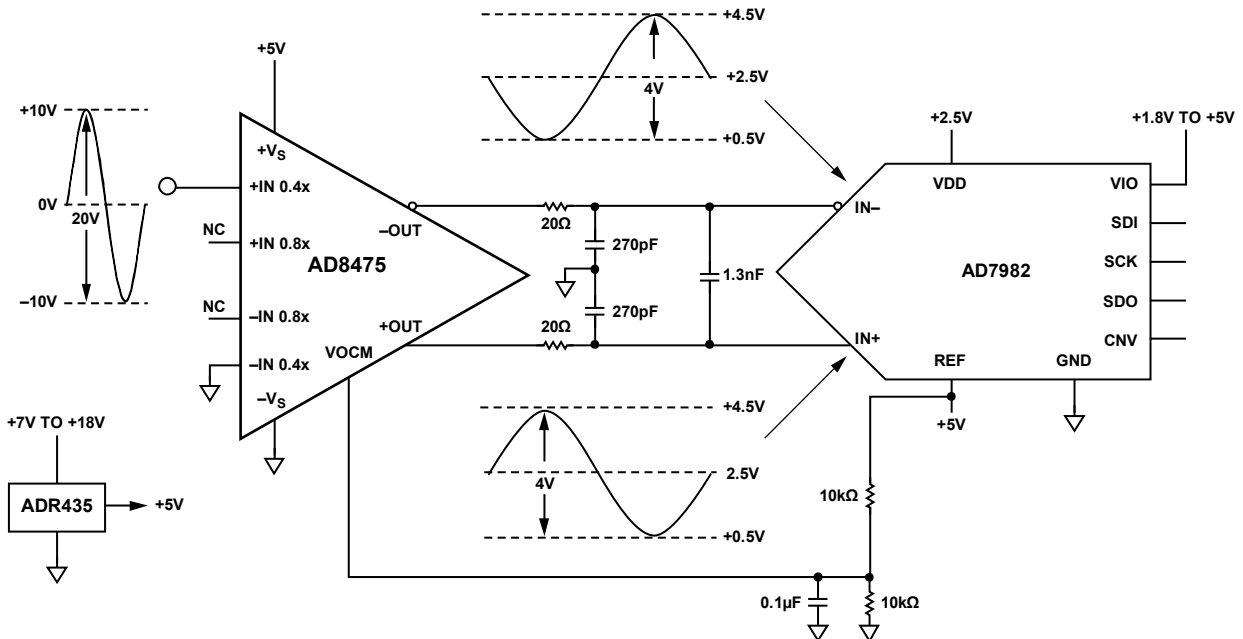 +4.5V
+5V
+2.5V
4V
+0.5V
+10V
0V
20V
–10V
+2.5V
+1.8V TO +5V
+VS
+IN 0.4x
NC
+IN 0.8x
AD8475
NC
–IN 0.8x
–IN 0.4x
–VS
–OUT
+OUT
VOCM
20Ω
270pF
270pF
20Ω
1.3nF
IN–
IN+
VDD
AD7982
VIO
SDI
SCK
SDO
CNV
REF
GND
+5V
+4.5V
2.5V
4V
+0.5V
+7V TO +18V
ADR435
+5V
10kΩ
0.1µF
10kΩ